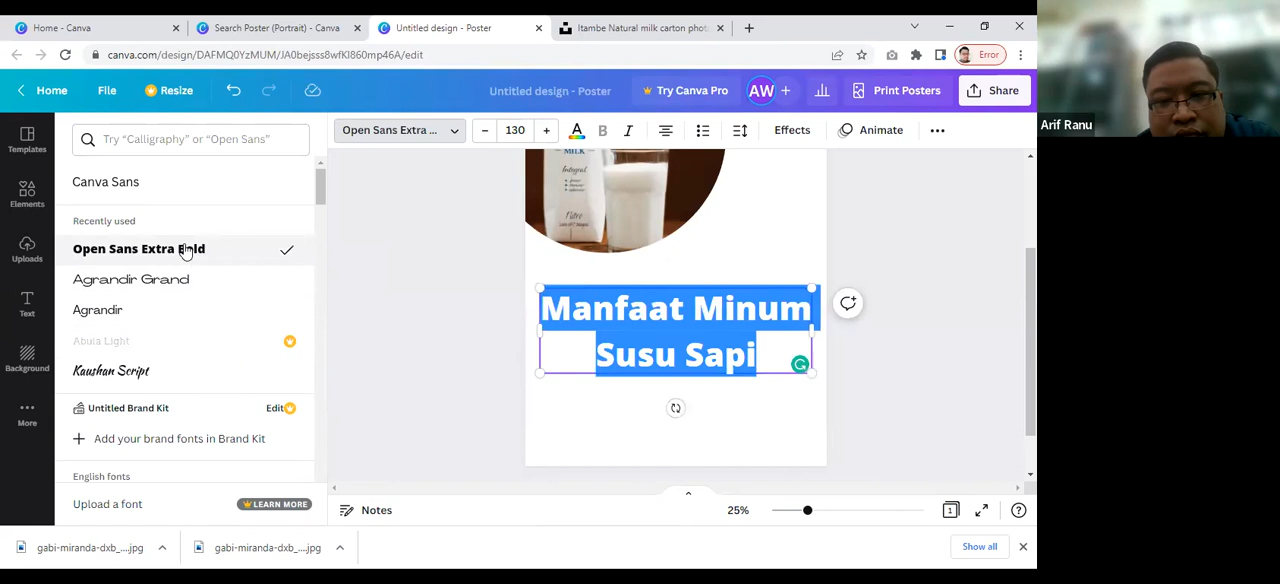 Home - Canva
Search Poster (Portrait) - Canva
Untitled design - Poster
Itambe Natural milk carton phot
canva.com/design/DAFMQ0YzMUM/JA0bejsss8wfKl860mp46A/edit
Error
Home
File
Resize
Untitled design - Poster
Try Canva Pro
AW
Print Posters
Share
Arif Ranu
Templates
Elements
Uploads
Text
Background
More
Try “Calligraphy” or “Open Sans”
Canva Sans
Recently used
Open Sans Extra Bold
Agrandir Grand
Agrandir
Abuia Light
Kaushan Script
Untitled Brand Kit
Edit
Add your brand fonts in Brand Kit
English fonts
Upload a font
LEARN MORE
Open Sans Extra ...
130
A
B
I
Effects
Animate
MILK
Integral
Nitro
Manfaat Minum
Susu Sapi
Notes
25%
1
gabi-miranda-dxb_....jpg
gabi-miranda-dxb_....jpg
Show all